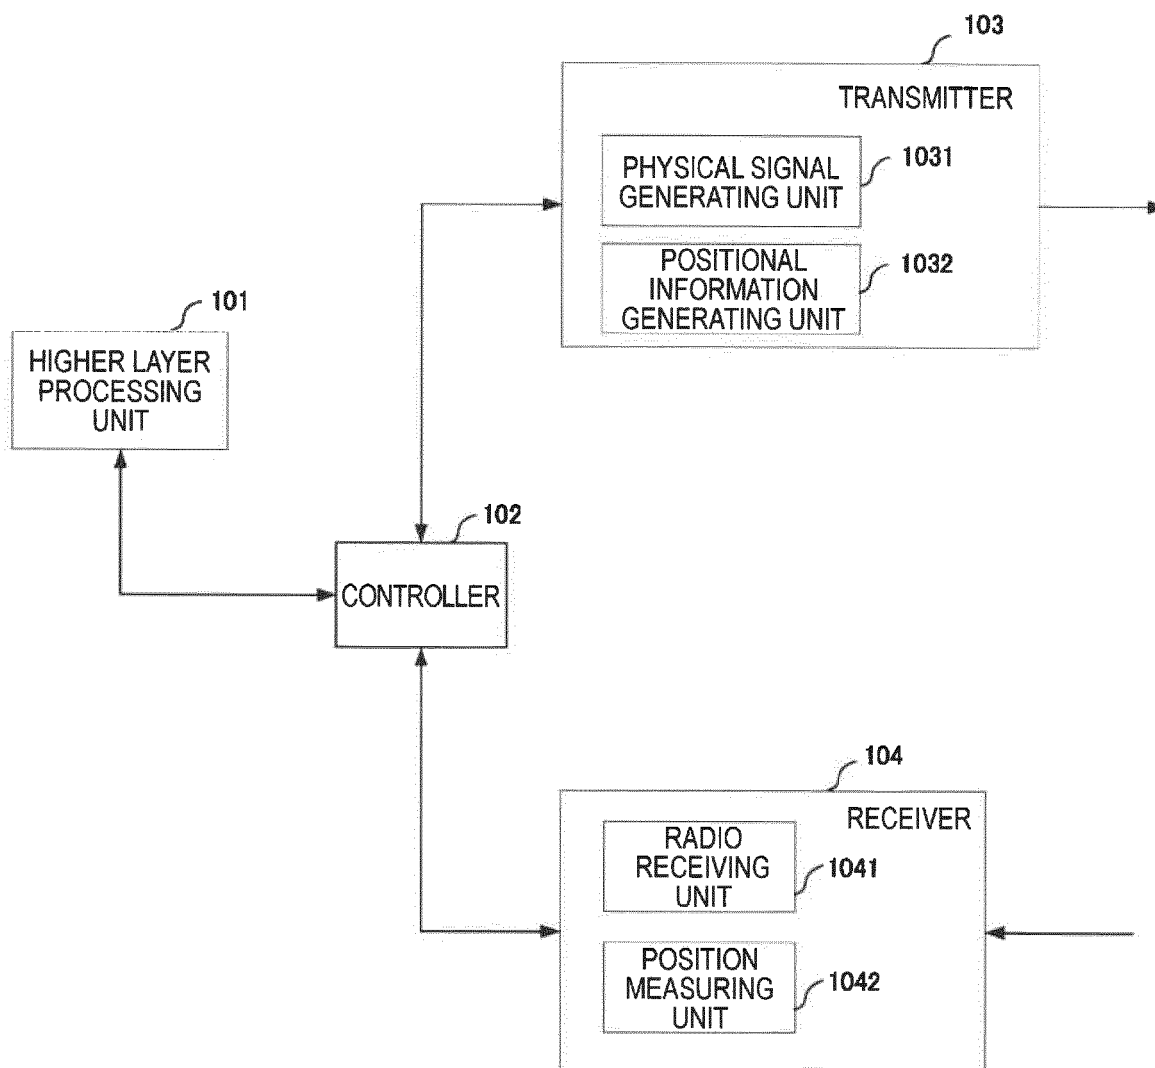 103
TRANSMITTER
PHYSICAL SIGNAL
GENERATING UNIT
1031
POSITIONAL
INFORMATION
GENERATING UNIT
1032
101
HIGHER LAYER
PROCESSING
UNIT
102
CONTROLLER
104
RECEIVER
RADIO
RECEIVING
UNIT
1041
POSITION
MEASURING
UNIT
1042